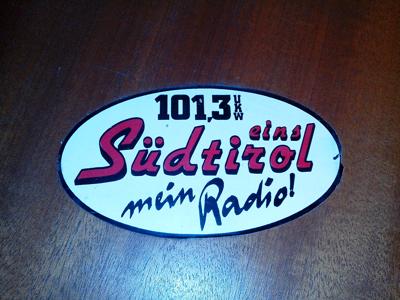 101,3 UKW
eins
Südtirol
mein Radio!